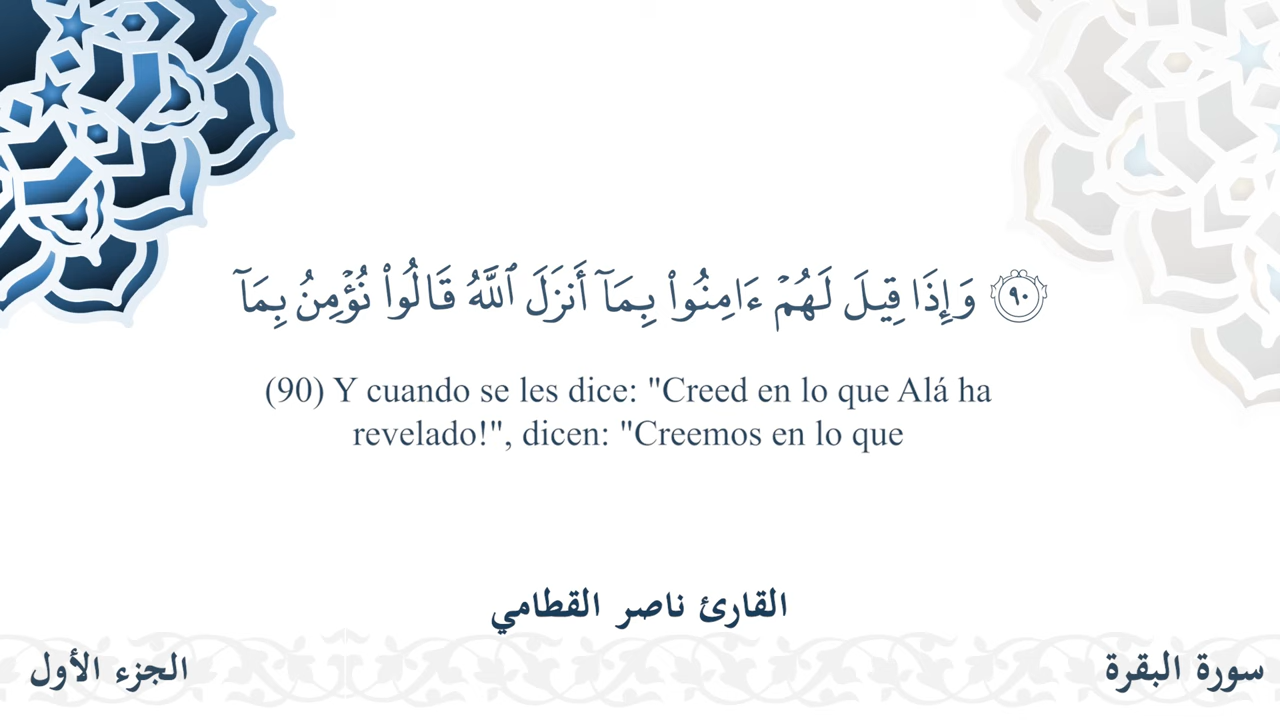 ۹۰ وَإِذَا قِيلَ لَهُمۡ ءَامِنُواْ بِمَآ أَنزَلَ ٱللَّهُ قَالُواْ نُؤۡمِنُ بِمَآ
(90) Y cuando se les dice: "Creed en lo que Alá ha
revelado!", dicen: "Creemos en lo que
القارئ ناصر القطامي
سورة البقرة
الجزء الأول